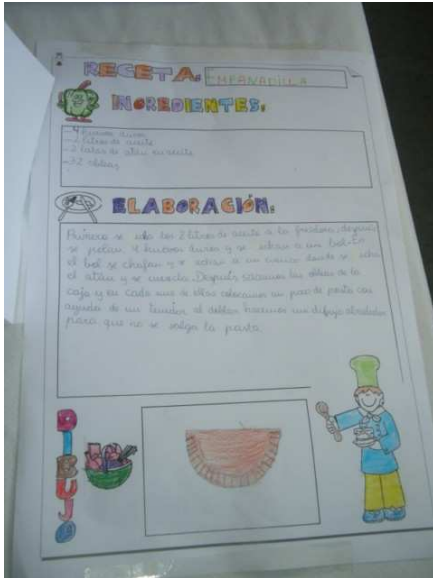 RECETA: EMPANADILLA
INGREDIENTES:
-4 huevos duros
-2 litros de aceite
-2 latas de atún en aceite
-32 obleas
ELABORACIÓN:
Primero se echa los 2 litros de aceite a la freidora, después
se pelan 4 huevos duros y se echan a un bol. En
el bol se chafan y se echan a un cuenco donde se echa
el atún y se mezcla. Después sacamos las obleas de la
caja y en cada una de ellas colocamos un poco de pasta con
ayuda de un tenedor al doblar hacemos un dibujo alrededor
para que no se salga la pasta.
DIBUJO